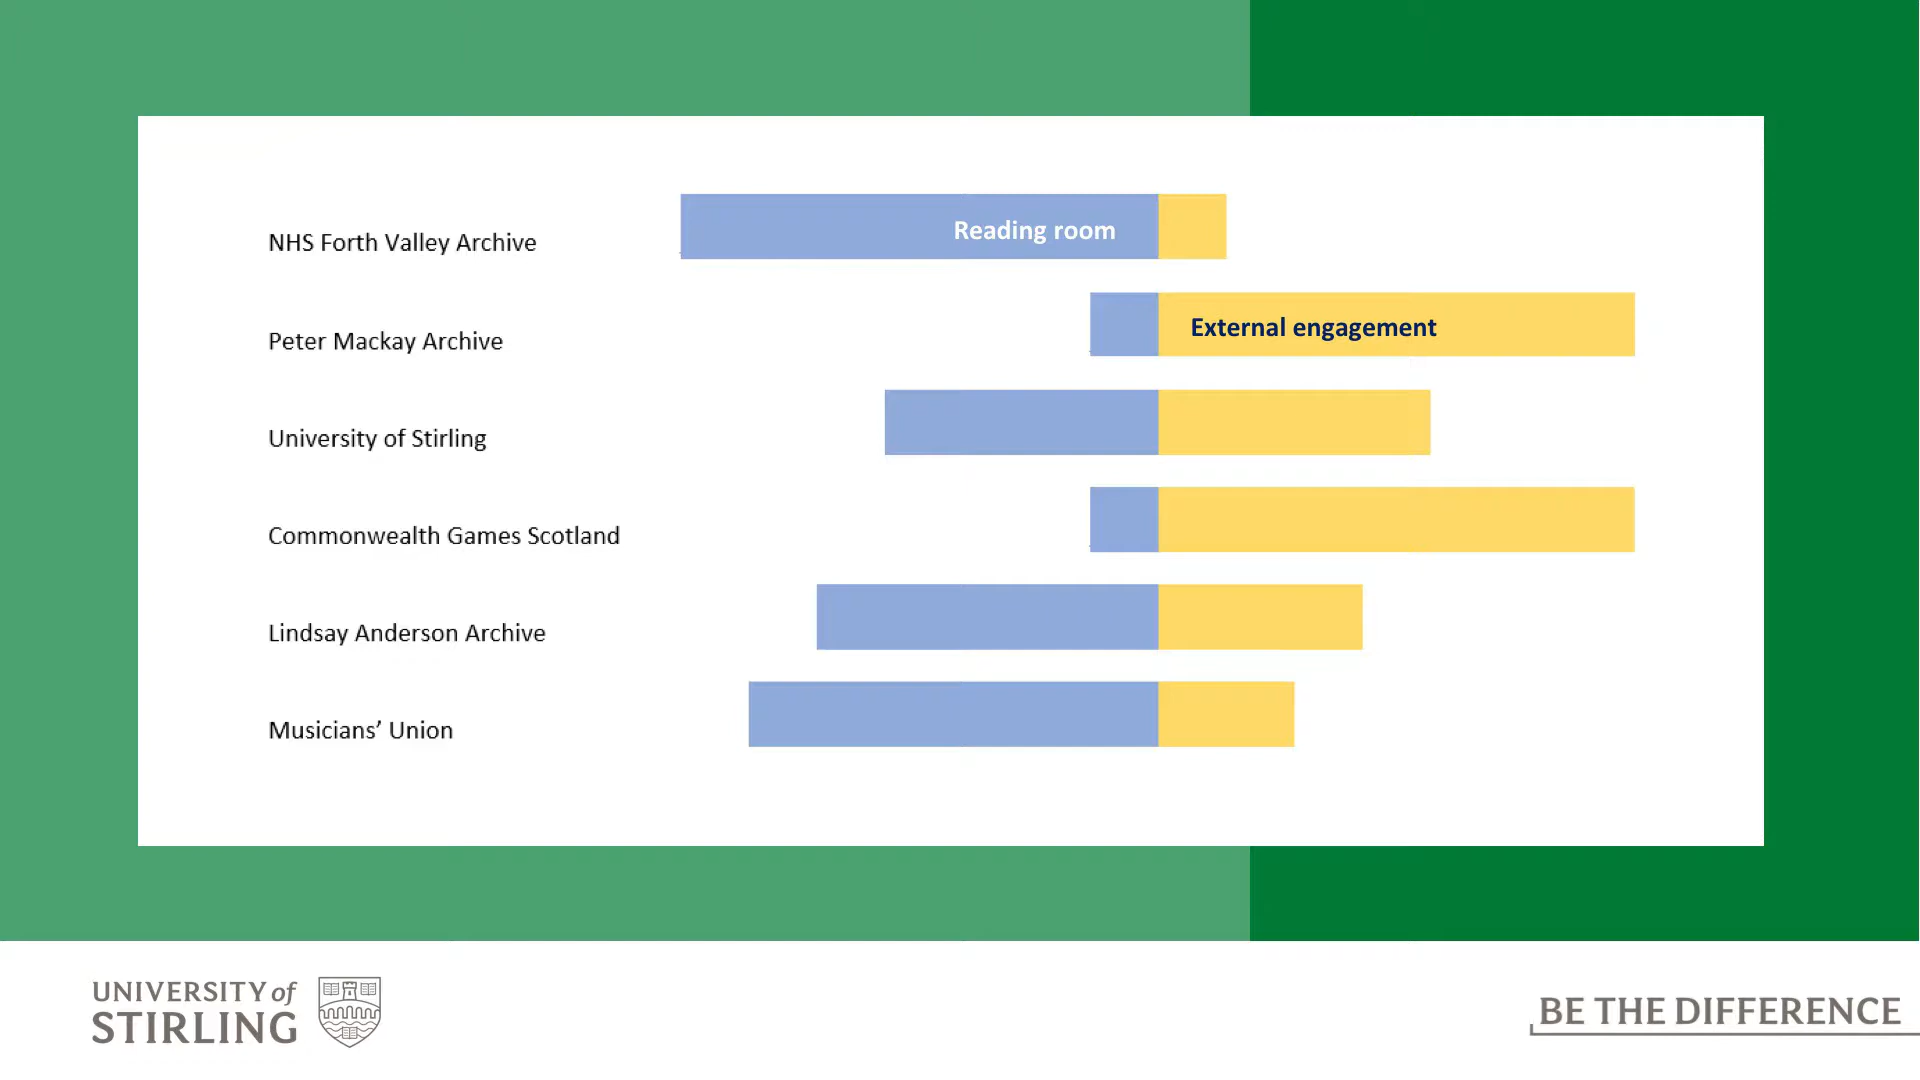 NHS Forth Valley Archive
Reading room
Peter Mackay Archive
External engagement
University of Stirling
Commonwealth Games Scotland
Lindsay Anderson Archive
Musicians’ Union
UNIVERSITY of
STIRLING
BE THE DIFFERENCE